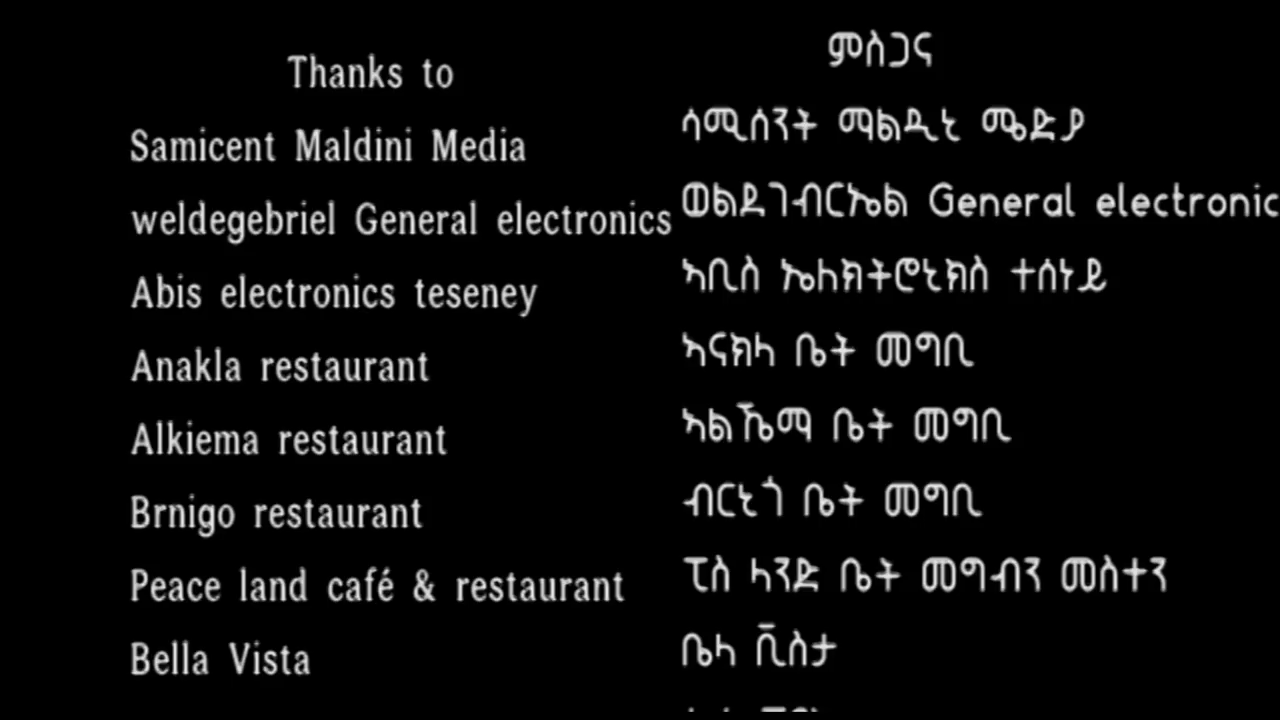 Thanks to
Samicent Maldini Media
weldegebriel General electronics
Abis electronics teseney
Anakla restaurant
Alkiema restaurant
Brnigo restaurant
Peace land café & restaurant
Bella Vista
ምስጋና
ሳሚሰንት ማልዲኒ ሜድያ
ወልደገብርኤል General electronic
ኣቢስ ኤለክትሮኒክስ ተሰነይ
ኣናክላ ቤት መግቢ
ኣልኼማ ቤት መግቢ
ብርኒጎ ቤት መግቢ
ፒስ ላንድ ቤት መግብን መስተን
ቤላ ቪስታ